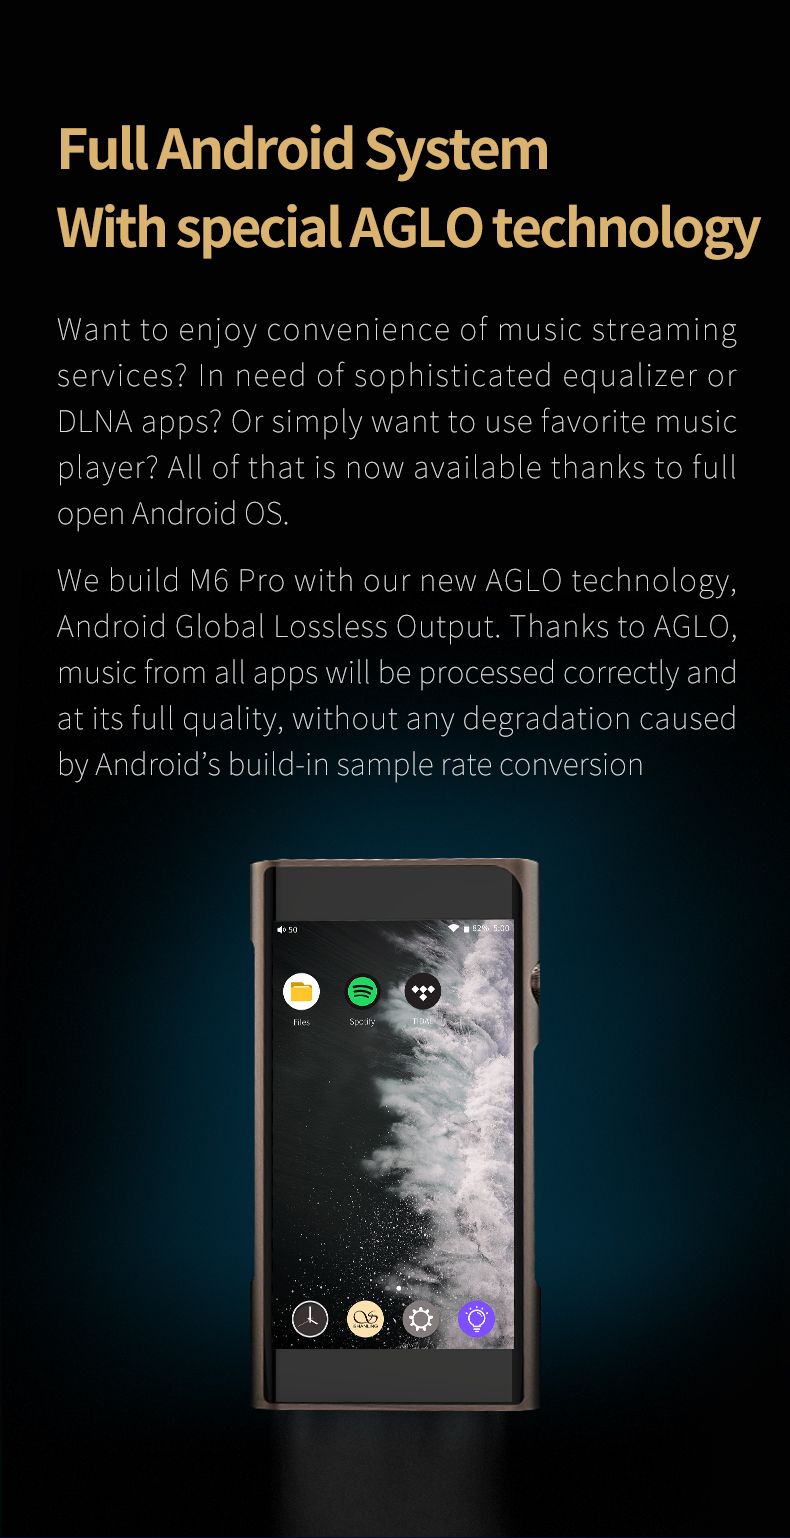 Full Android System
With special AGLO technology
Want to enjoy convenience of music streaming
services? In need of sophisticated equalizer or
DLNA apps? Or simply want to use favorite music
player? All of that is now available thanks to full
open Android OS.
We build M6 Pro with our new AGLO technology,
Android Global Lossless Output. Thanks to AGLO,
music from all apps will be processed correctly and
at its full quality, without any degradation caused
by Android’s build-in sample rate conversion
50 82% 5:00
Files Spotify TIDAL
SHANLING